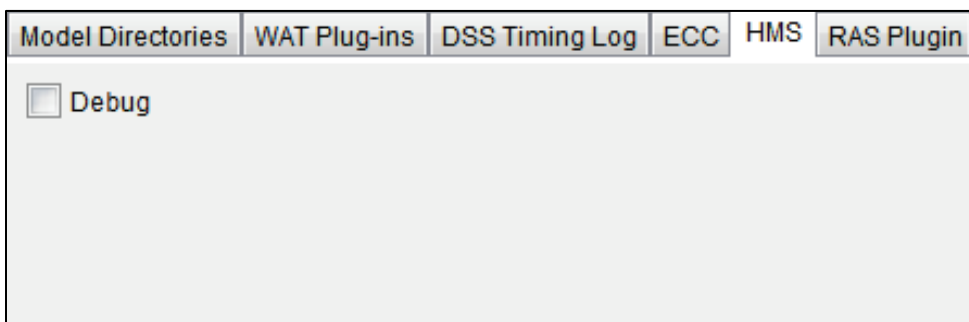 Model Directories WAT Plug-ins DSS Timing Log ECC HMS RAS Plugin
Debug